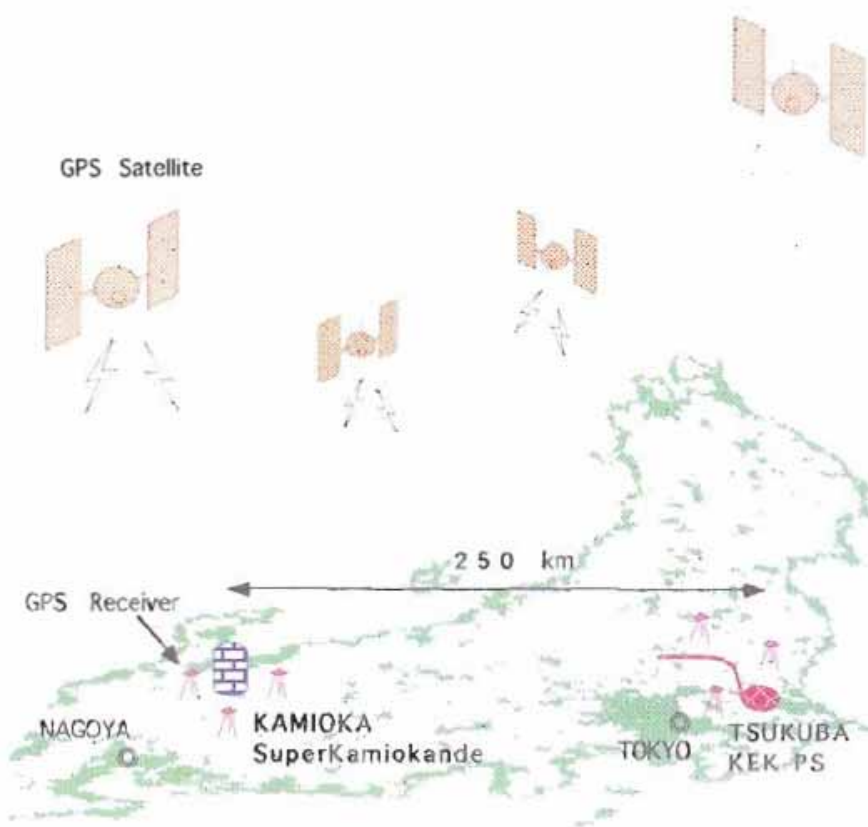 GPS Satellite
250 km
GPS Receiver
NAGOYA
KAMIOKA
SuperKamiokande
TOKYO
TSUKUBA
KEK-PS